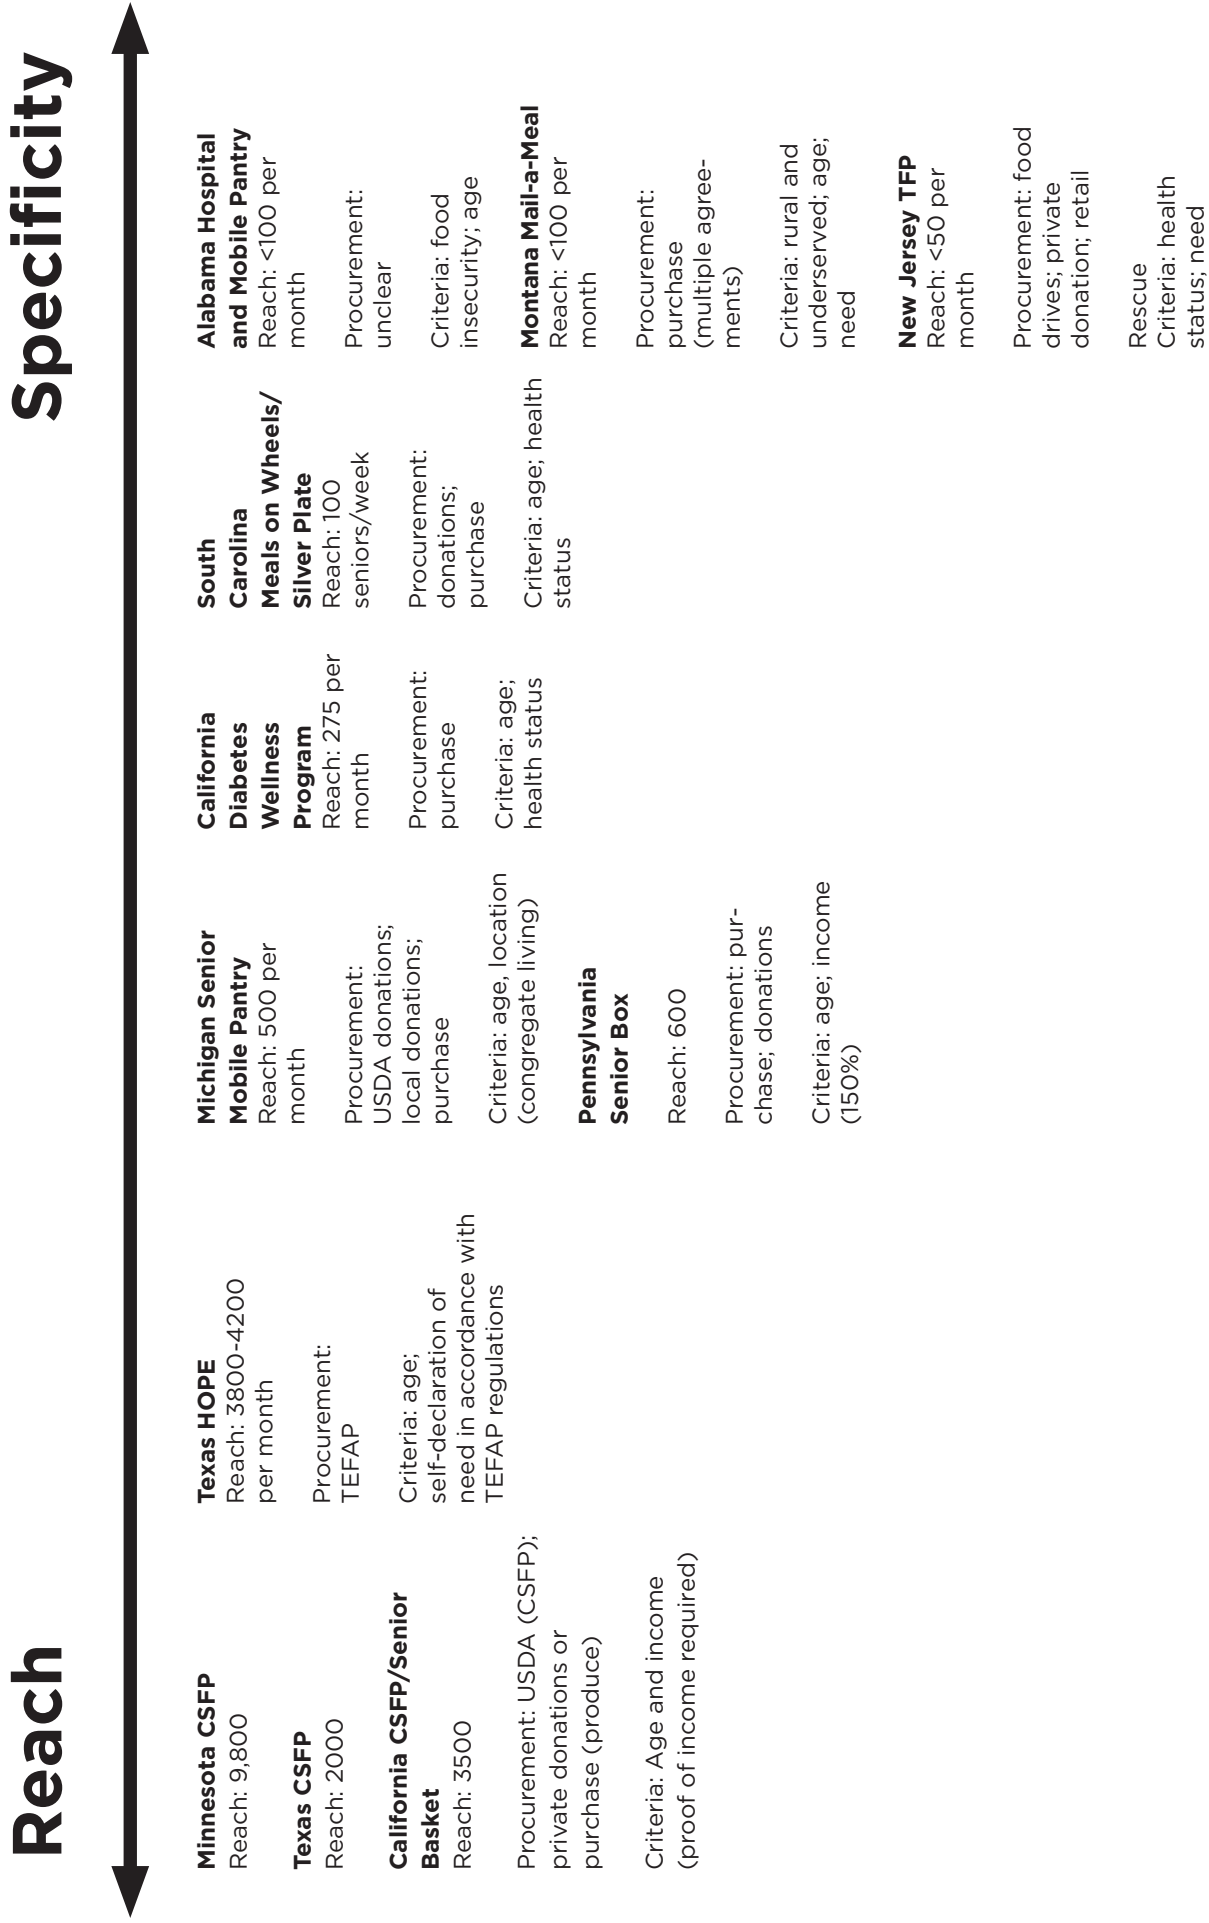 Reach
Specificity
Minnesota CSFP
Reach: 9,800
Texas CSFP
Reach: 2000
California CSFP/Senior
Basket
Reach: 3500
Procurement: USDA (CSFP);
private donations or
purchase (produce)
Criteria: Age and income
(proof of income required)
Texas HOPE
Reach: 3800-4200
per month
Procurement:
TEFAP
Criteria: age;
self-declaration of
need in accordance with
TEFAP regulations
Michigan Senior
Mobile Pantry
Reach: 500 per
month
Procurement:
USDA donations;
local donations;
purchase
Criteria: age, location
(congregate living)
Pennsylvania
Senior Box
Reach: 600
Procurement: pur-
chase; donations
Criteria: age; income
(150%)
California
Diabetes
Wellness
Program
Reach: 275 per
month
Procurement:
purchase
Criteria: age;
health status
South
Carolina
Meals on Wheels/
Silver Plate
Reach: 100
seniors/week
Procurement:
donations;
purchase
Criteria: age; health
status
Alabama Hospital
and Mobile Pantry
Reach: <100 per
month
Procurement:
unclear
Criteria: food
insecurity; age
Montana Mail-a-Meal
Reach: <100 per
month
Procurement:
purchase
(multiple agree-
ments)
Criteria: rural and
underserved; age;
need
New Jersey TFP
Reach: <50 per
month
Procurement: food
drives; private
donation; retail
Rescue
Criteria: health
status; need